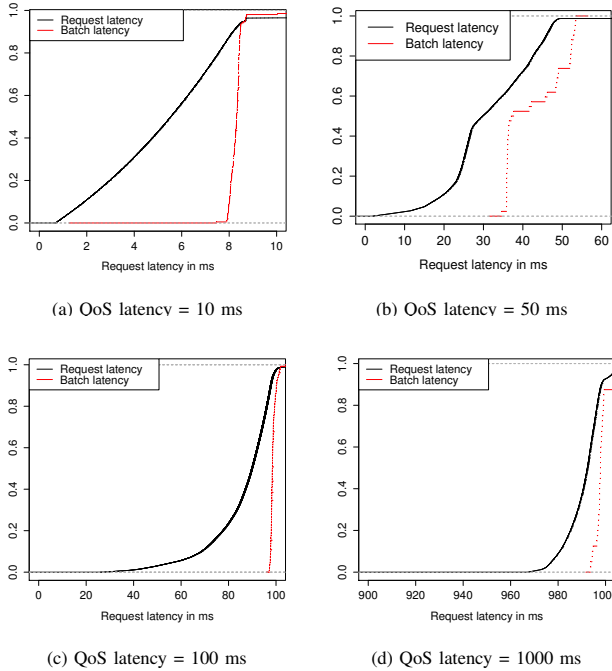 Request latency
Batch latency
0.0 0.2 0.4 0.6 0.8 1.0
0 2 4 6 8 10
Request latency in ms
(a) QoS latency = 10 ms
Request latency
Batch latency
0.0 0.2 0.4 0.6 0.8 1.0
0 10 20 30 40 50 60
Request latency in ms
(b) QoS latency = 50 ms
Request latency
Batch latency
0.0 0.2 0.4 0.6 0.8 1.0
0 20 40 60 80 100
Request latency in ms
(c) QoS latency = 100 ms
Request latency
Batch latency
0.0 0.2 0.4 0.6 0.8 1.0
900 920 940 960 980
Request latency in ms
(d) QoS latency = 1000 ms